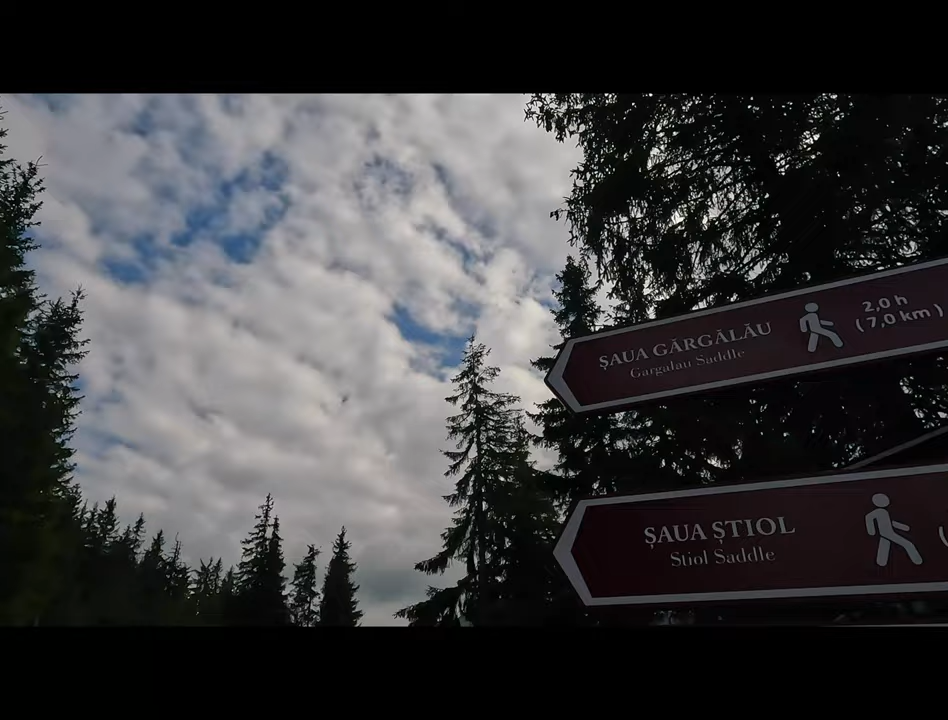 ȘAUA GĂRGĂLĂU
Gargalau Saddle
2,0 h
(7,0 km)
ȘAUA ȘTIOL
Stiol Saddle
(